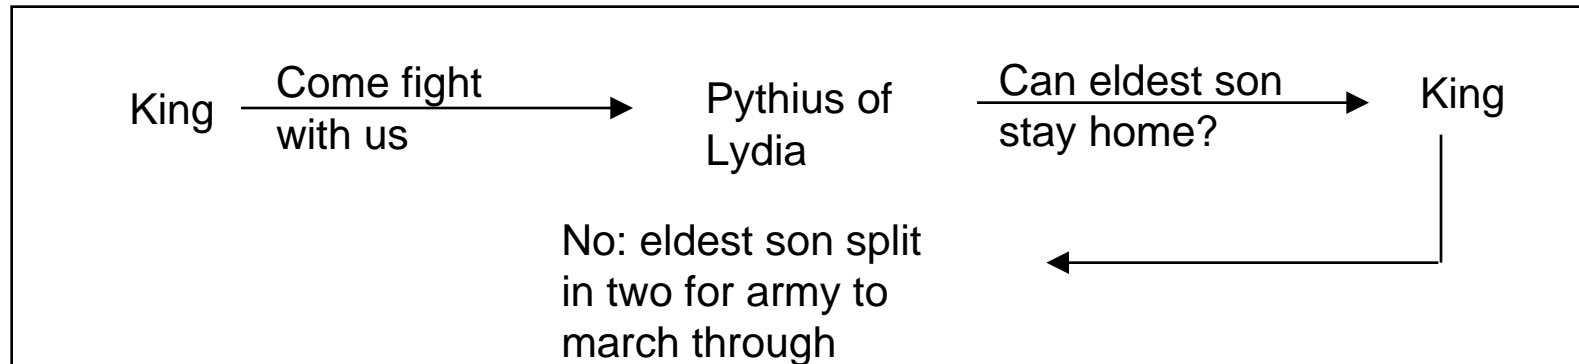 King
Come fight
with us
Pythius of
Lydia
Can eldest son
stay home?
King
No: eldest son split
in two for army to
march through